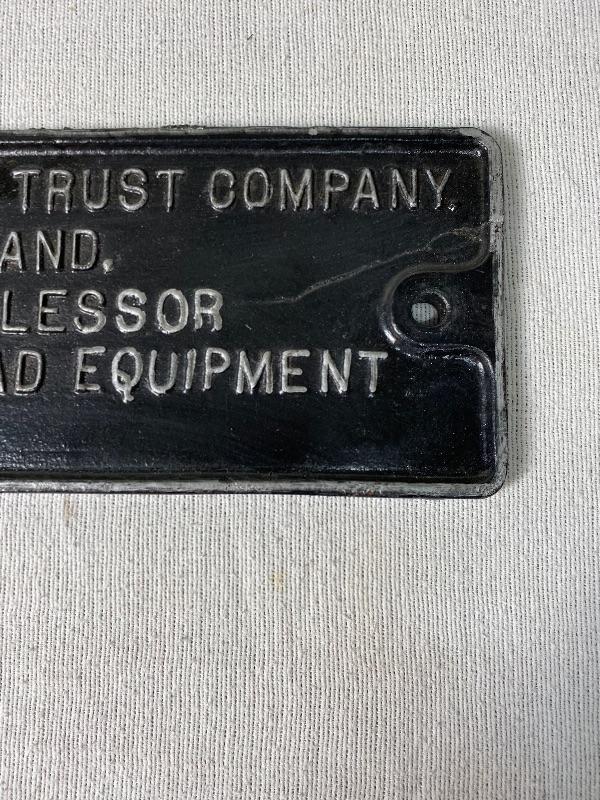 TRUST COMPANY,
AND,
LESSOR
AD EQUIPMENT